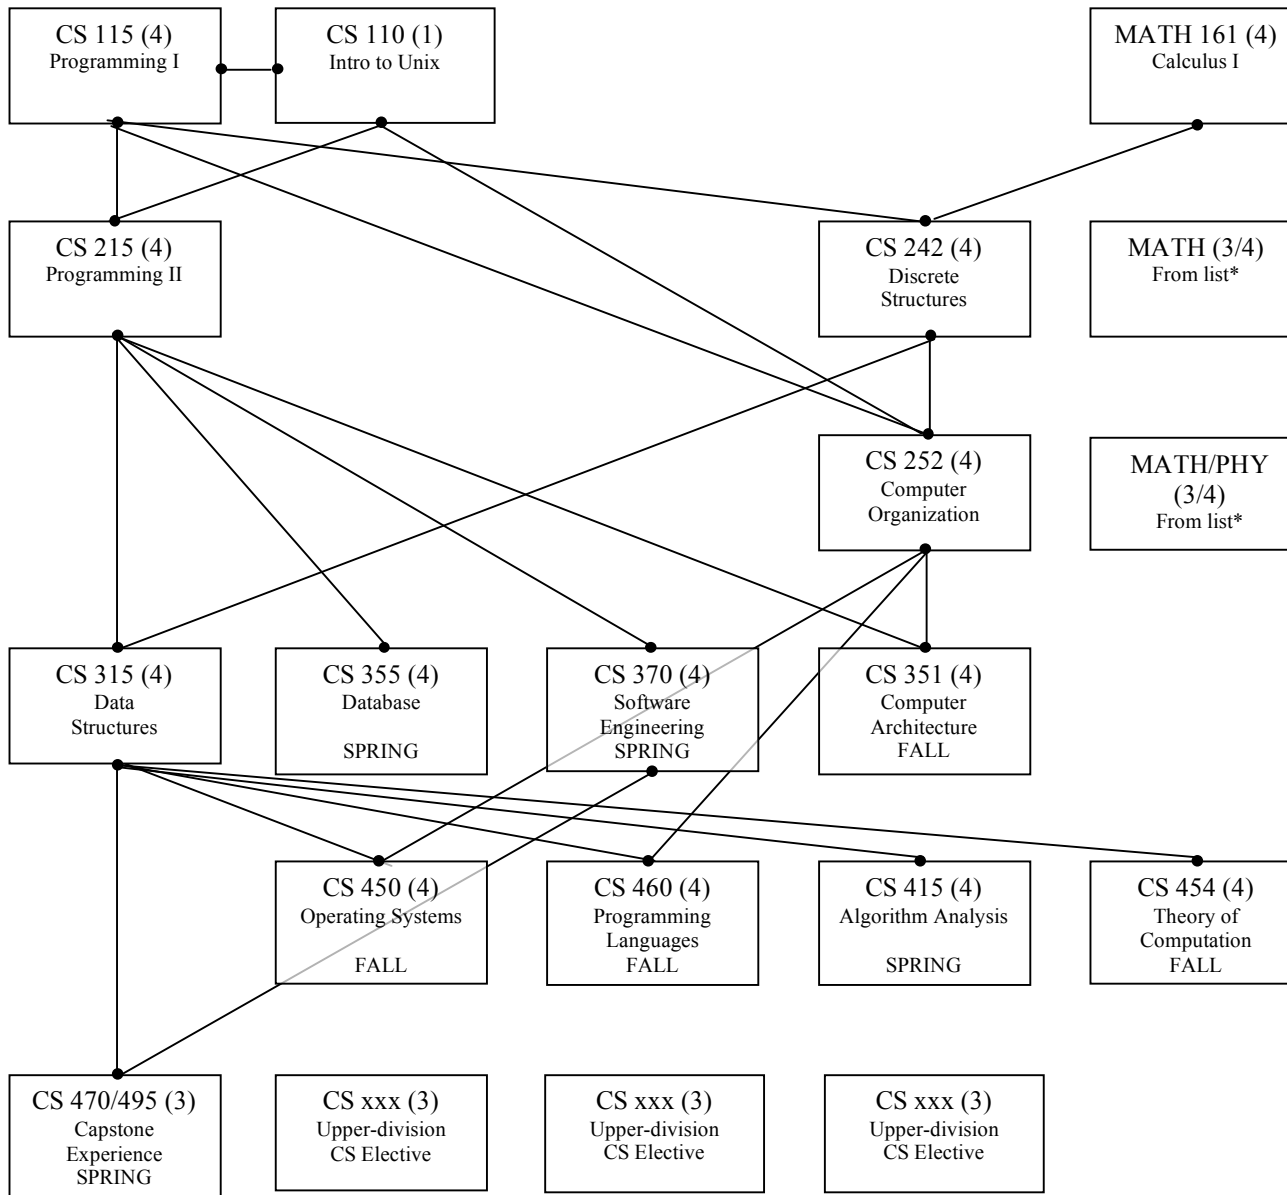 CS 115 (4)
Programming I
CS 110 (1)
Intro to Unix
MATH 161 (4)
Calculus I
CS 215 (4)
Programming II
CS 242 (4)
Discrete
Structures
MATH (3/4)
From list*
CS 252 (4)
Computer
Organization
MATH/PHY
(3/4)
From list*
CS 315 (4)
Data
Structures
CS 355 (4)
Database
SPRING
CS 370 (4)
Software
Engineering
SPRING
CS 351 (4)
Computer
Architecture
FALL
CS 450 (4)
Operating Systems
FALL
CS 460 (4)
Programming
Languages
FALL
CS 415 (4)
Algorithm Analysis
SPRING
CS 454 (4)
Theory of
Computation
FALL
CS 470/495 (3)
Capstone
Experience
SPRING
CS xxx (3)
Upper-division
CS Elective
CS xxx (3)
Upper-division
CS Elective
CS xxx (3)
Upper-division
CS Elective